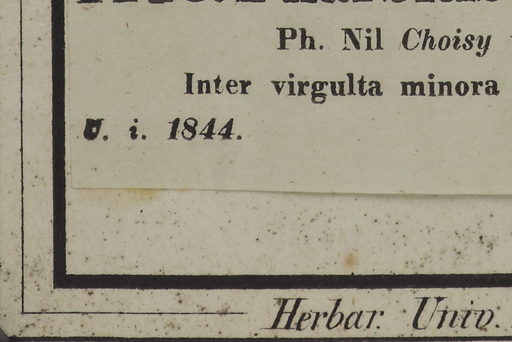 Ph. Nil Choisy
Inter virgulta minora
U. i. 1844.
Herbar. Univ.